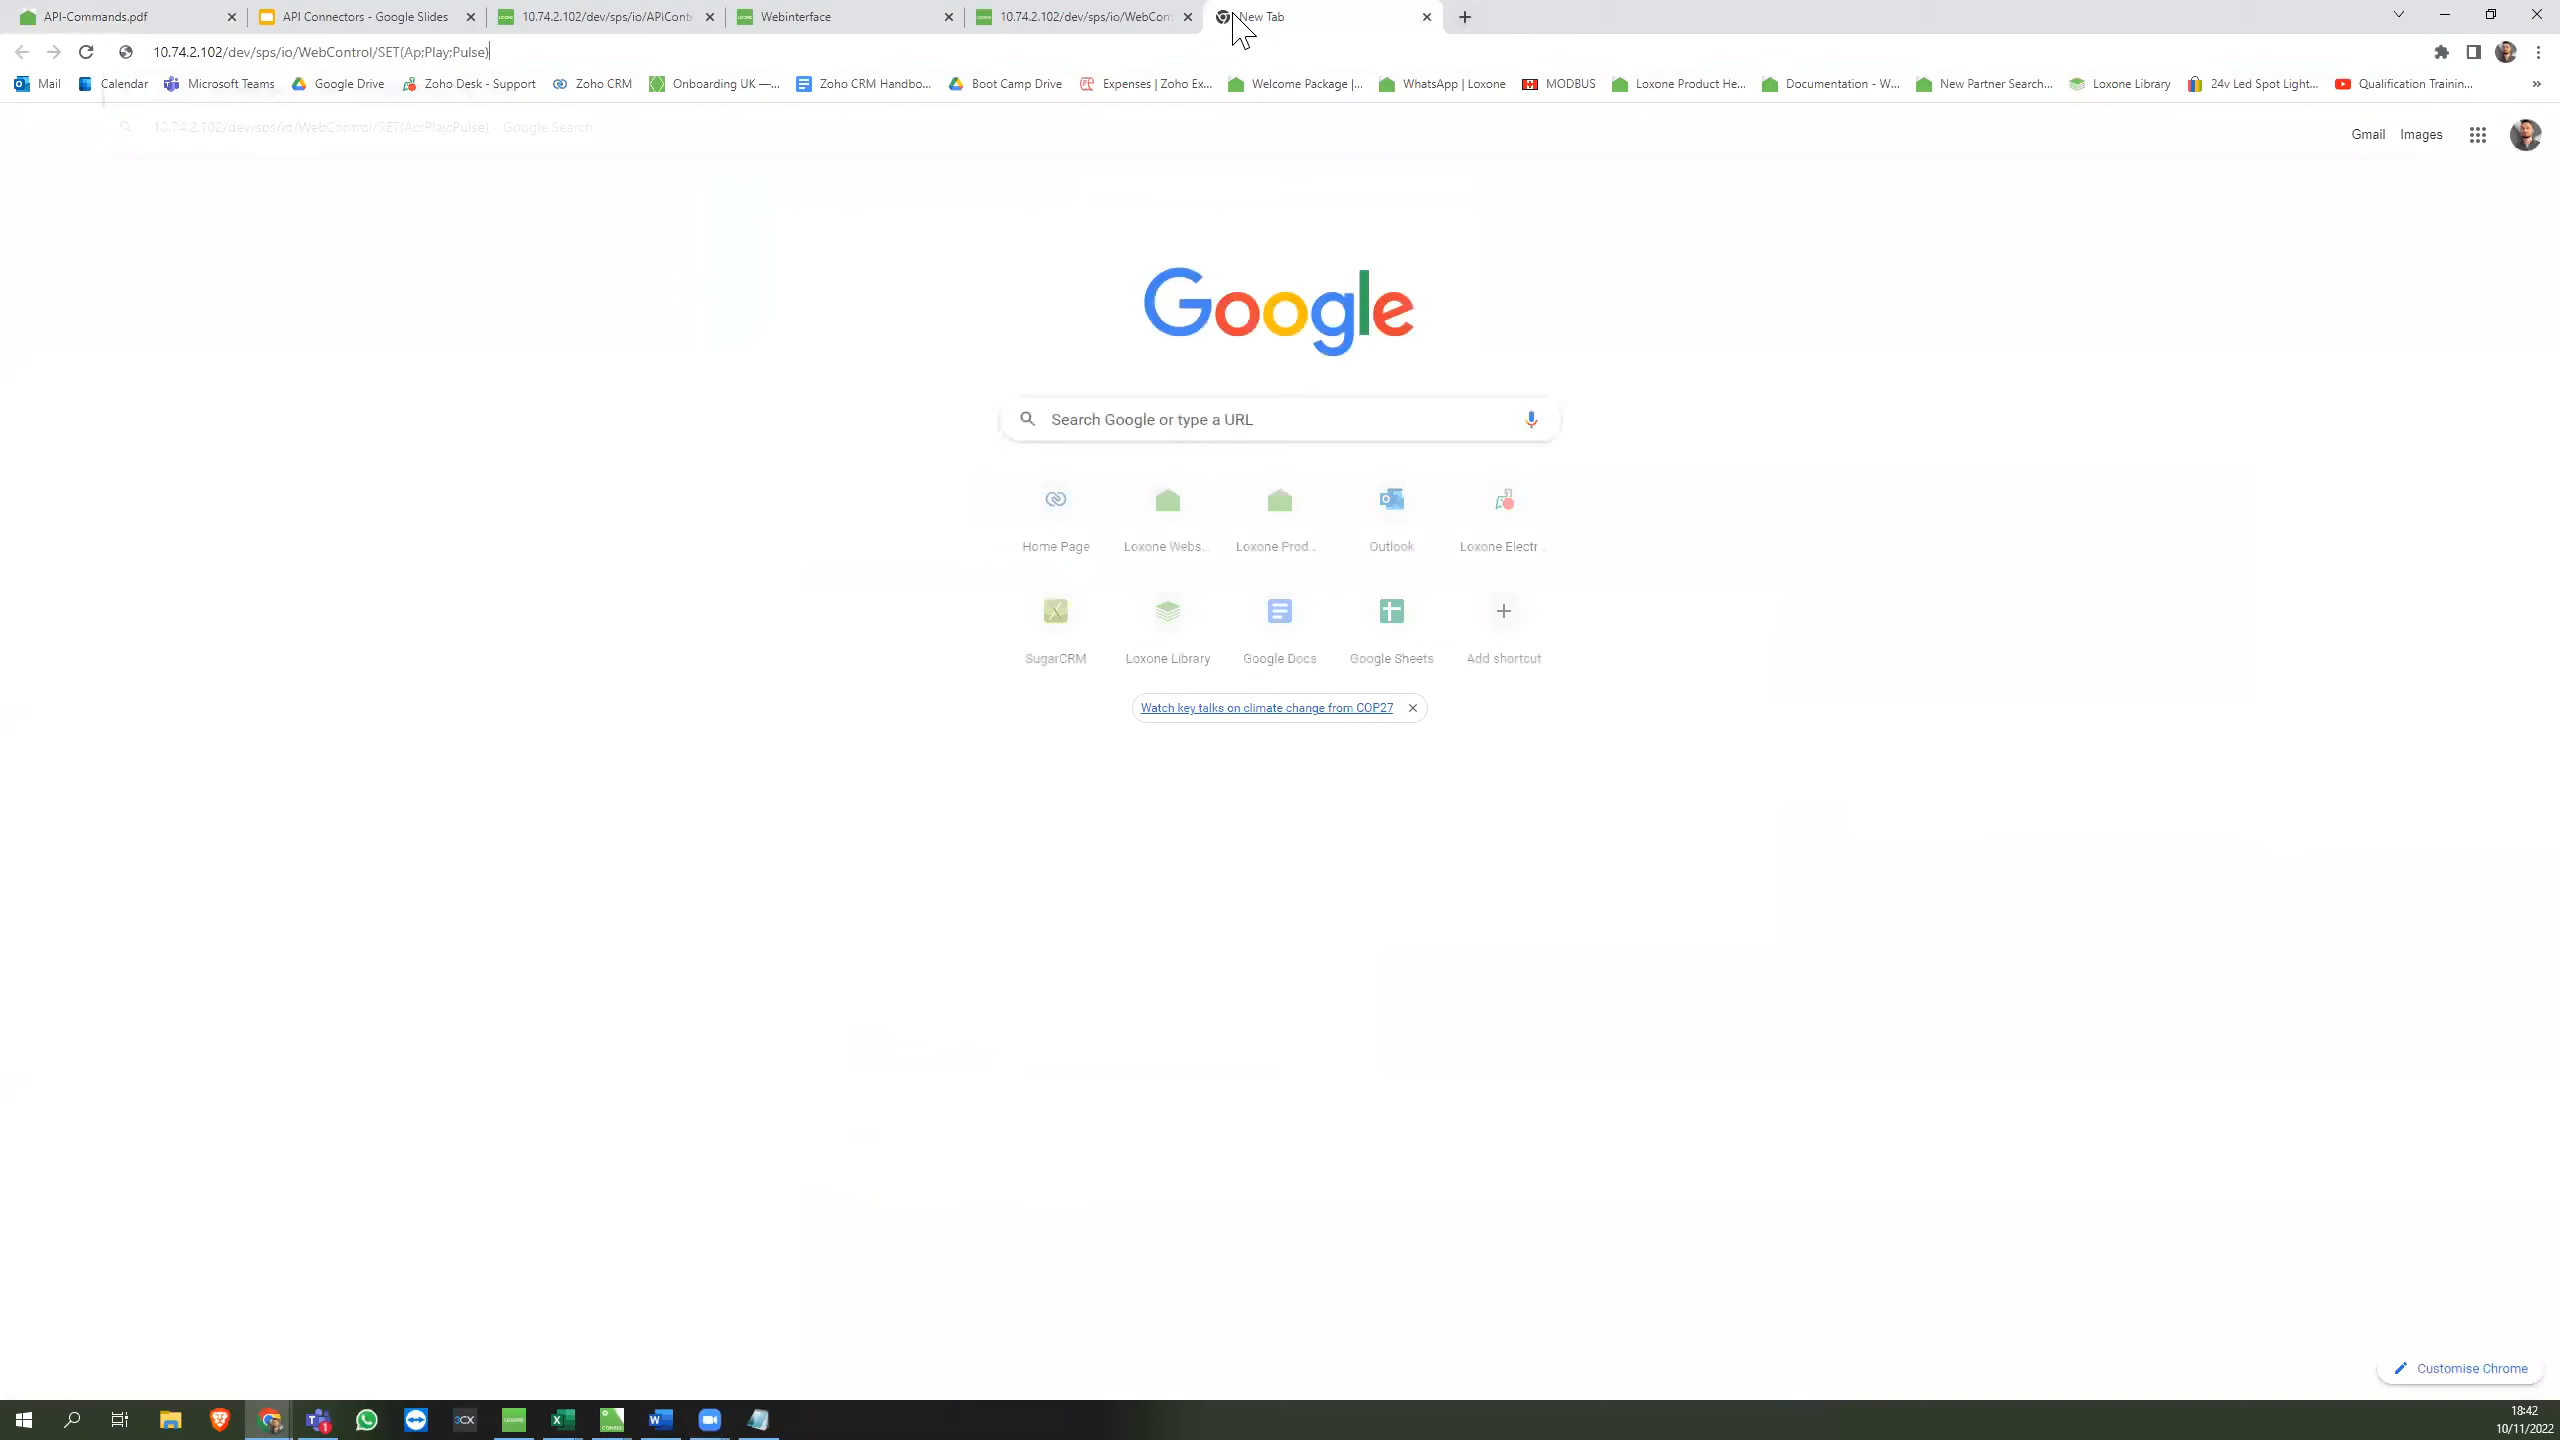 API-Commands.pdf
API Connectors - Google Slides
10.74.2.102/dev/sps/io/APICont
Webinterface
10.74.2.102/dev/sps/io/WebCont
New Tab
10.74.2.102/dev/sps/io/WebControl/SET(Ap;Play;Pulse)
Mail
Calendar
Microsoft Teams
Google Drive
Zoho Desk - Support
Zoho CRM
Onboarding UK —...
Zoho CRM Handbo...
Boot Camp Drive
Expenses | Zoho Ex...
Welcome Package |...
WhatsApp | Loxone
MODBUS
Loxone Product He...
Documentation - W...
New Partner Search...
Loxone Library
24v Led Spot Light...
Qualification Trainin...
»
10.74.2.102/dev/sps/io/WebControl/SET(Ap;Play;Pulse) - Google Search
Gmail
Images
Google
Search Google or type a URL
Home Page
Loxone Webs...
Loxone Prod...
Outlook
Loxone Electr...
SugarCRM
Loxone Library
Google Docs
Google Sheets
Add shortcut
Watch key talks on climate change from COP27
Customise Chrome
3CX
CONFIG
18:42
10/11/2022